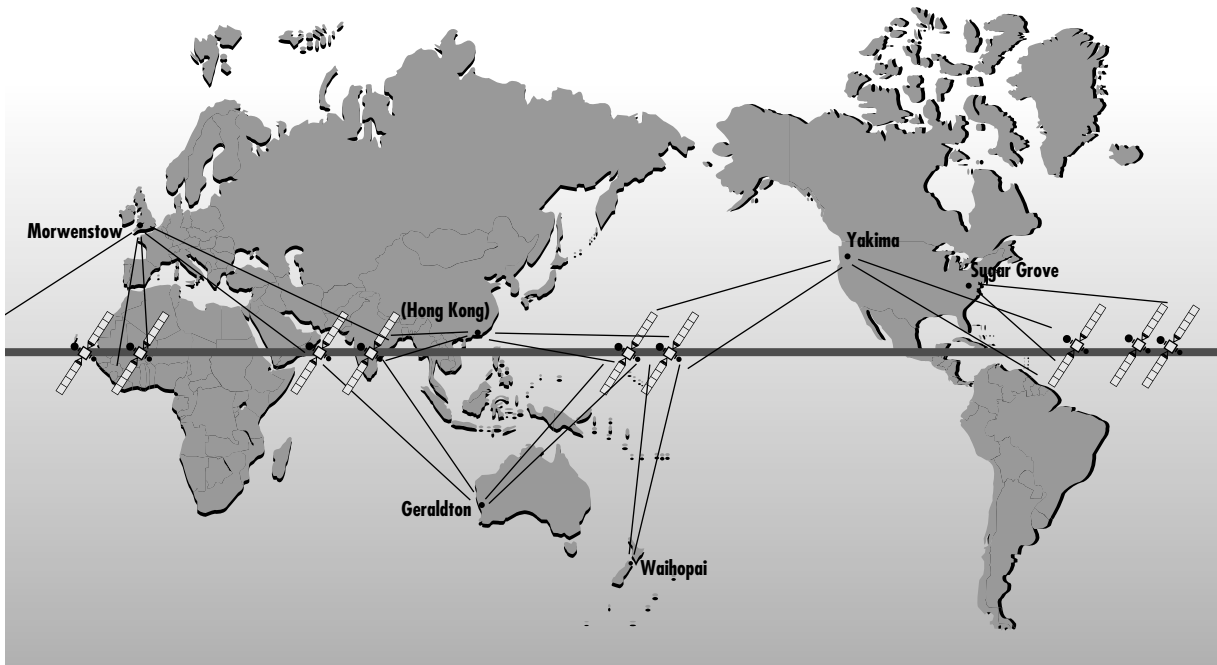 Morwenstow
Yakima
Sugar Grove
(Hong Kong)
Geraldton
Waihopai